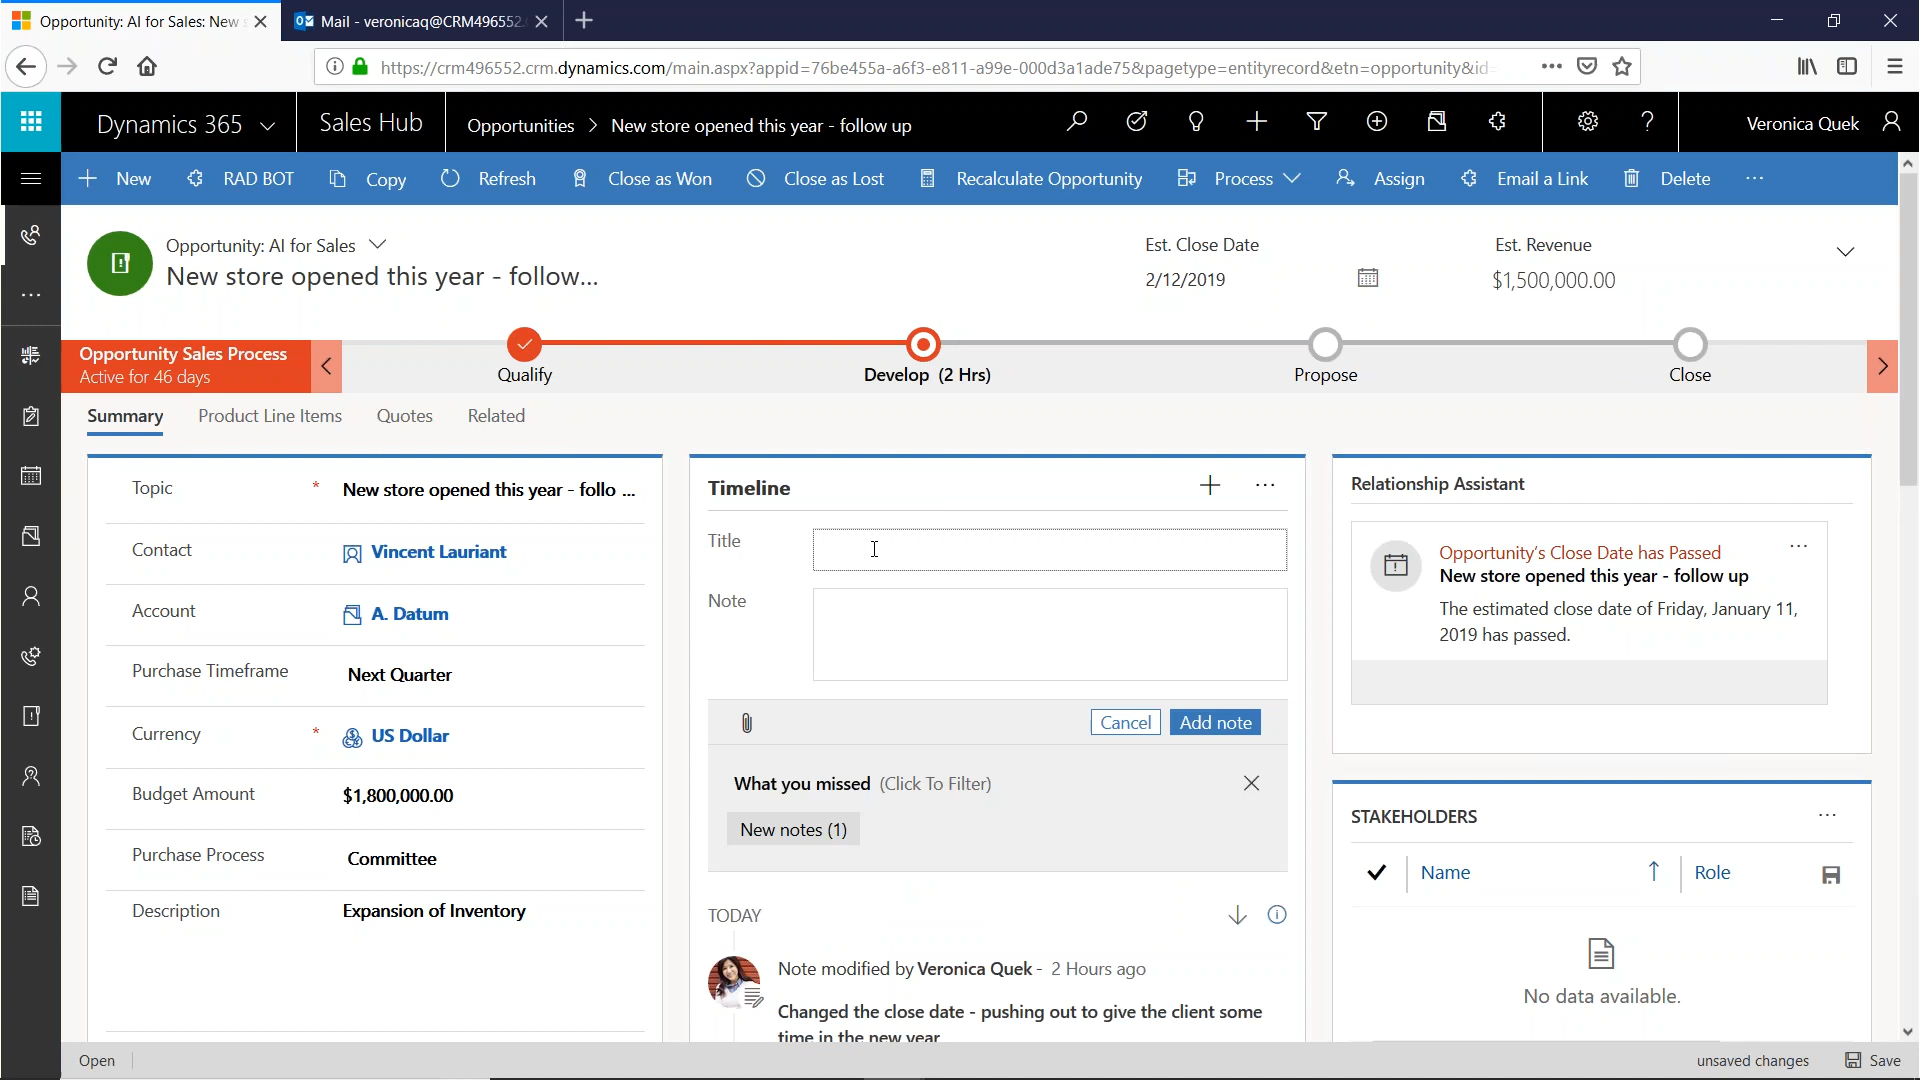 Opportunity: AI for Sales: New s
Mail - veronicaq@CRM496552.
https://crm496552.crm.dynamics.com/main.aspx?appid=76be455a-a6f3-e811-a99e-000d3a1ade75&pagetype=entityrecord&etn=opportunity&id=
Dynamics 365
Sales Hub
Opportunities > New store opened this year - follow up
Veronica Quek
New
RAD BOT
Copy
Refresh
Close as Won
Close as Lost
Recalculate Opportunity
Process
Assign
Email a Link
Delete
Opportunity: AI for Sales
New store opened this year - follow...
Est. Close Date
2/12/2019
Est. Revenue
$1,500,000.00
Opportunity Sales Process
Active for 46 days
Qualify
Develop (2 Hrs)
Propose
Close
Summary
Product Line Items
Quotes
Related
Topic * New store opened this year - follo ...
Contact Vincent Lauriant
Account A. Datum
Purchase Timeframe Next Quarter
Currency * US Dollar
Budget Amount $1,800,000.00
Purchase Process Committee
Description Expansion of Inventory
Timeline
Title
Note
Cancel
Add note
What you missed (Click To Filter)
New notes (1)
TODAY
Note modified by Veronica Quek - 2 Hours ago
Changed the close date - pushing out to give the client some
time in the new year
Relationship Assistant
Opportunity's Close Date has Passed
New store opened this year - follow up
The estimated close date of Friday, January 11,
2019 has passed.
STAKEHOLDERS
Name
Role
No data available.
Open
unsaved changes
Save